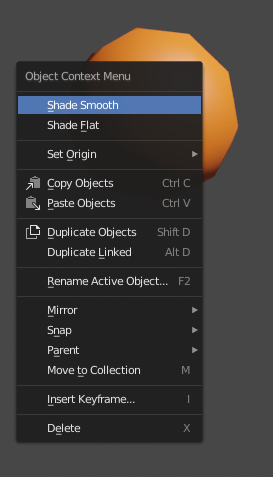 Object Context Menu
Shade Smooth
Shade Flat
Set Origin
Copy Objects Ctrl C
Paste Objects Ctrl V
Duplicate Objects Shift D
Duplicate Linked Alt D
Rename Active Object... F2
Mirror
Snap
Parent
Move to Collection M
Insert Keyframe... I
Delete X